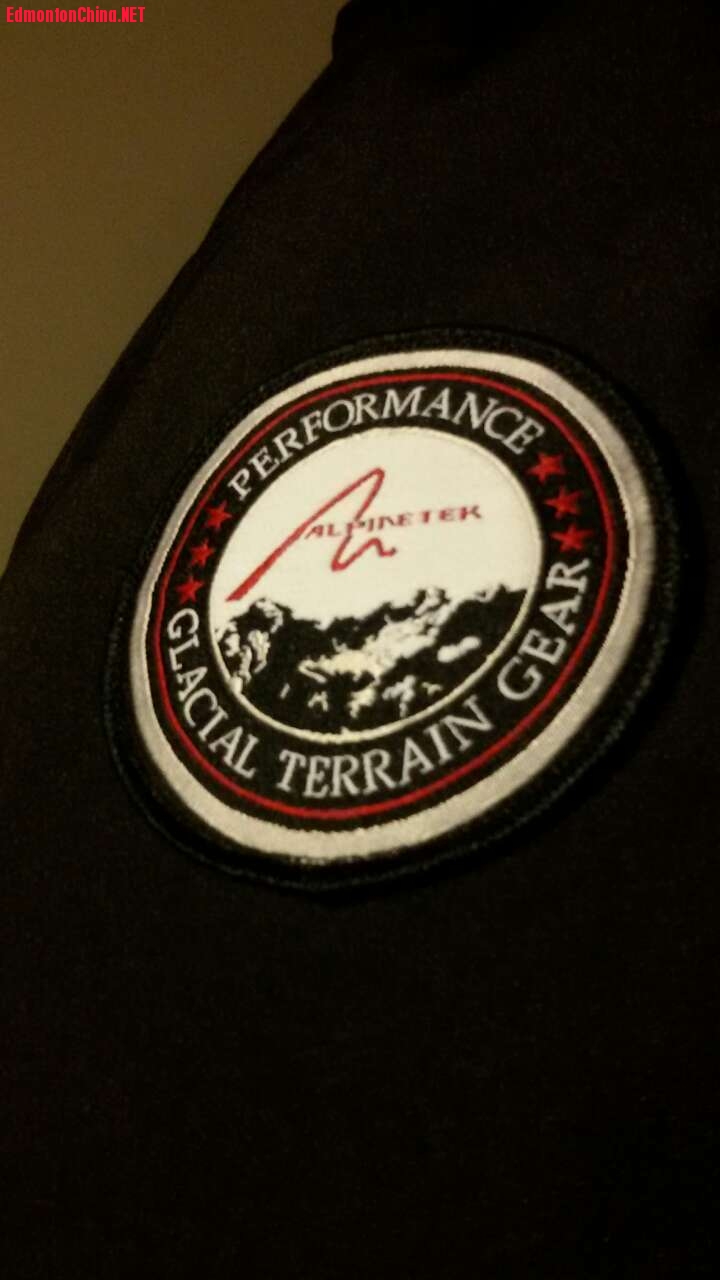 EdmontonChina.NET
PERFORMANCE
ALPINETEK
GLACIAL TERRAIN GEAR